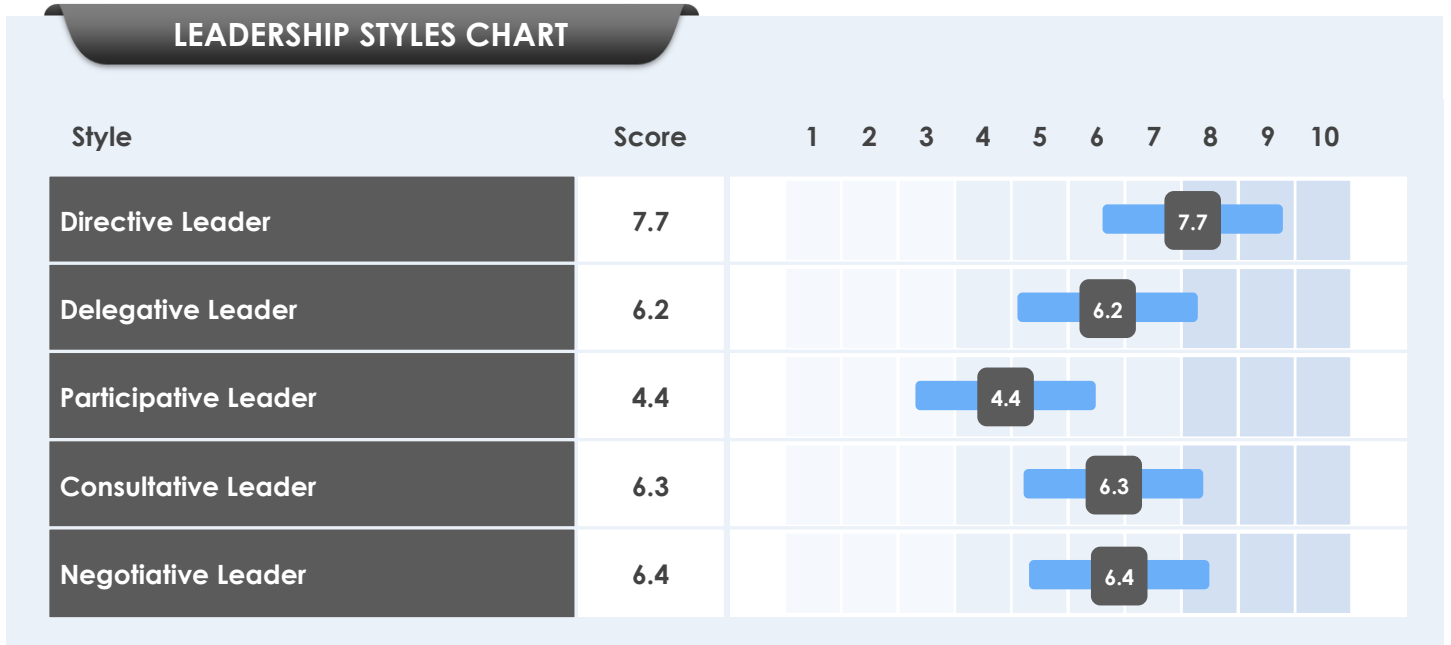 LEADERSHIP STYLES CHART
Style Score 1 2 3 4 5 6 7 8 9 10
Directive Leader 7.7 7.7
Delegative Leader 6.2 6.2
Participative Leader 4.4 4.4
Consultative Leader 6.3 6.3
Negotiative Leader 6.4 6.4